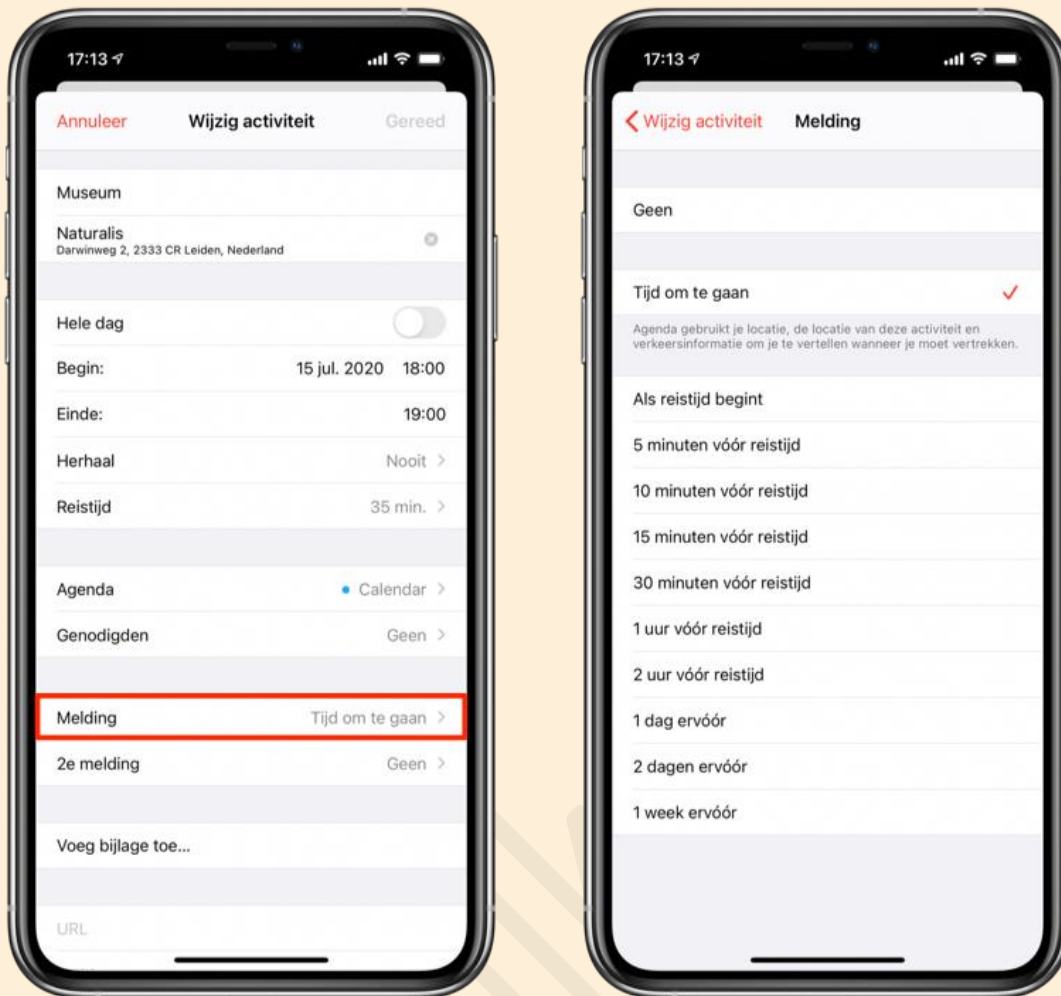 17:13
Annuleer Wijzig activiteit Gereed
Museum
Naturalis
Darwinweg 2, 2333 CR Leiden, Nederland
Hele dag
Begin: 15 jul. 2020 18:00
Einde: 19:00
Herhaal Nooit
Reistijd 35 min.
Agenda Calendar
Genodigden Geen
Melding Tijd om te gaan
2e melding Geen
Voeg bijlage toe...
URL
17:13
Wijzig activiteit Melding
Geen
Tijd om te gaan
Agenda gebruikt je locatie, de locatie van deze activiteit en
verkeersinformatie om je te vertellen wanneer je moet vertrekken.
Als reistijd begint
5 minuten vóór reistijd
10 minuten vóór reistijd
15 minuten vóór reistijd
30 minuten vóór reistijd
1 uur vóór reistijd
2 uur vóór reistijd
1 dag ervóór
2 dagen ervóór
1 week ervóór